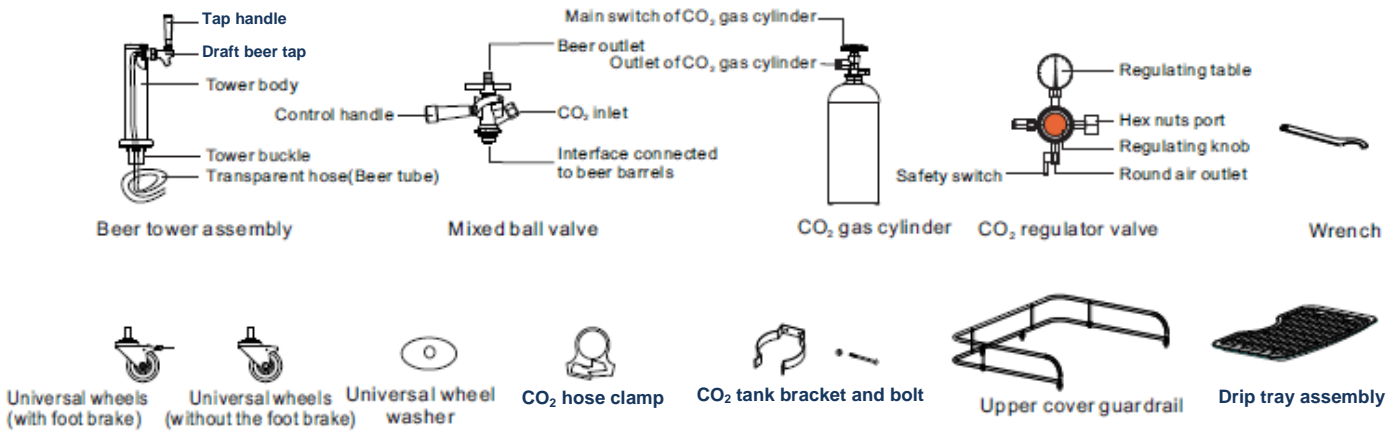 Tap handle
Draft beer tap
Tower body
Tower buckle
Transparent hose(Beer tube)
Beer tower assembly
Beer outlet
Control handle
CO₂ inlet
Interface connected
to beer barrels
Mixed ball valve
Main switch of CO₂ gas cylinder
Outlet of CO₂ gas cylinder
CO₂ gas cylinder
Regulating table
Hex nuts port
Regulating knob
Safety switch
Round air outlet
CO₂ regulator valve
Wrench
Universal wheels
(with foot brake)
Universal wheels
(without the foot brake)
Universal wheel
washer
CO₂ hose clamp
CO₂ tank bracket and bolt
Upper cover guardrail
Drip tray assembly